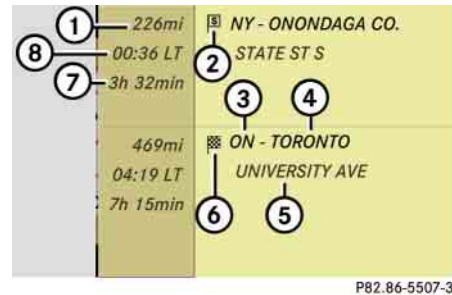 1 226mi S NY - ONONDAGA CO.
8 00:36 LT 2 STATE ST S
7 3h 32min
3 4
469mi ON - TORONTO
04:19 LT UNIVERSITY AVE
7h 15min 6 5
P82.86-5507-3